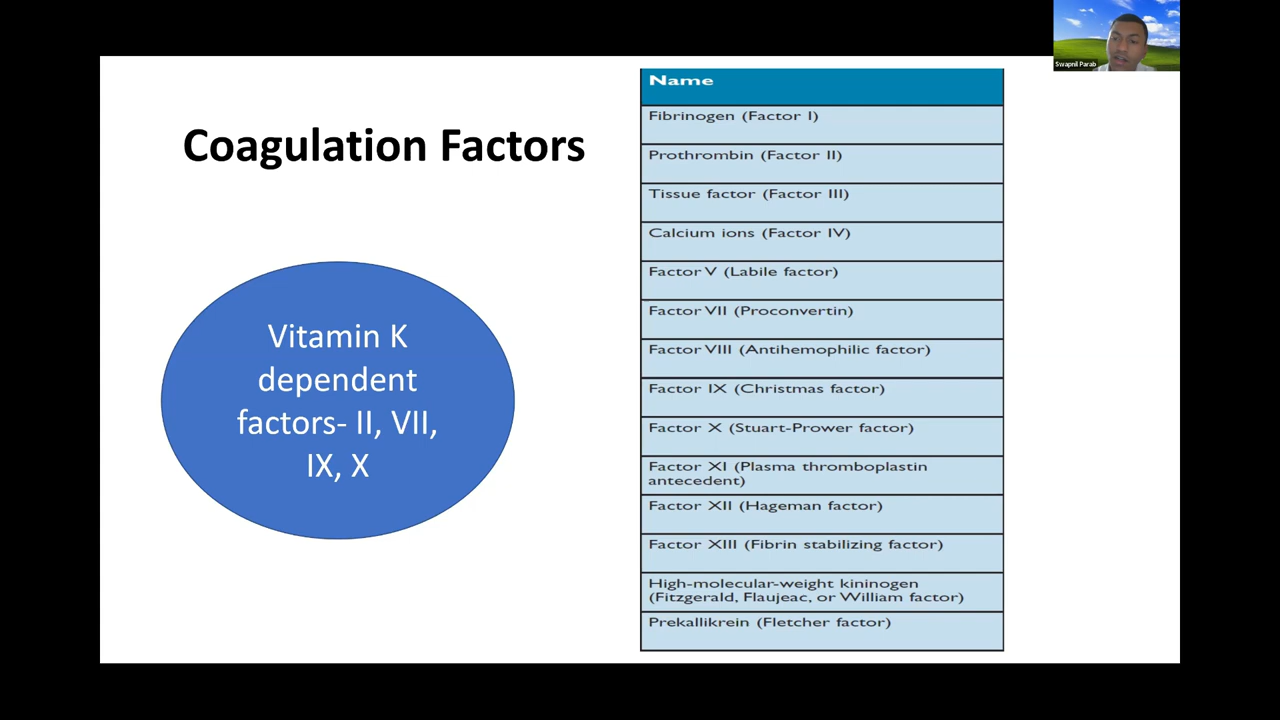 Swapnil Parab
Coagulation Factors
Vitamin K
dependent
factors- II, VII,
IX, X
Name
Fibrinogen (Factor I)
Prothrombin (Factor II)
Tissue factor (Factor III)
Calcium ions (Factor IV)
Factor V (Labile factor)
Factor VII (Proconvertin)
Factor VIII (Antihemophilic factor)
Factor IX (Christmas factor)
Factor X (Stuart-Prower factor)
Factor XI (Plasma thromboplastin
antecedent)
Factor XII (Hageman factor)
Factor XIII (Fibrin stabilizing factor)
High-molecular-weight kininogen
(Fitzgerald, Flaujeac, or William factor)
Prekallikrein (Fletcher factor)